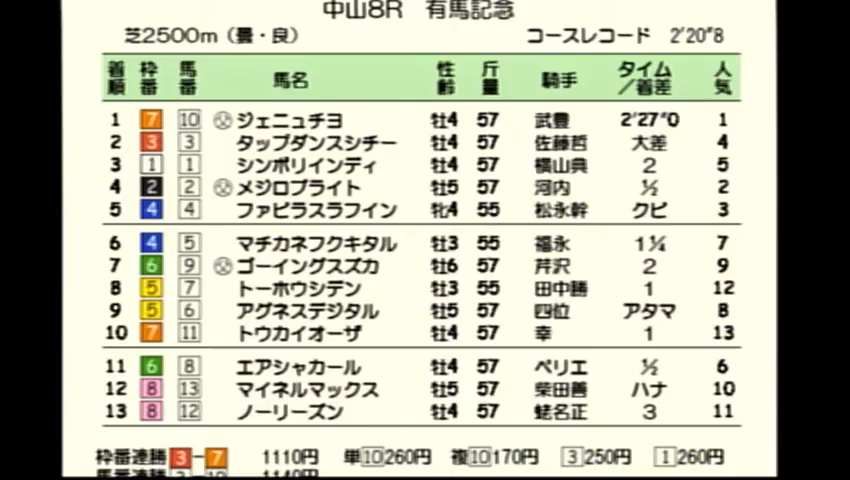 中山8R 有馬記念
芝2500m（曇・良） コースレコード 2'20"8
着順 枠番 馬番 馬名 性齢 斤量 騎手 タイム/着差 人気
1 7 10 ジェニュチヨ 牡4 57 武豊 2'27"0 1
2 3 3 タップダンスシチー 牡4 57 佐藤哲 大差 4
3 1 1 シンボリインディ 牡4 57 横山典 2 5
4 2 2 メジロブライト 牡5 57 河内 ½ 2
5 4 4 ファビラスラフイン 牝4 55 松永幹 クビ 3
6 4 5 マチカネフクキタル 牡3 55 福永 1¼ 7
7 6 9 ゴーイングスズカ 牡6 57 芹沢 2 9
8 5 7 トーホウシデン 牡3 55 田中勝 1 12
9 5 6 アグネスデジタル 牡5 57 四位 アタマ 8
10 7 11 トウカイオーザ 牡4 57 幸 1 13
11 6 8 エアシャカール 牡4 57 ペリエ ½ 6
12 8 13 マイネルマックス 牡5 57 柴田善 ハナ 10
13 8 12 ノーリーズン 牡4 57 蛯名正 3 11
枠番連勝 3-7 1110円 単10260円 複10170円 3250円 1260円